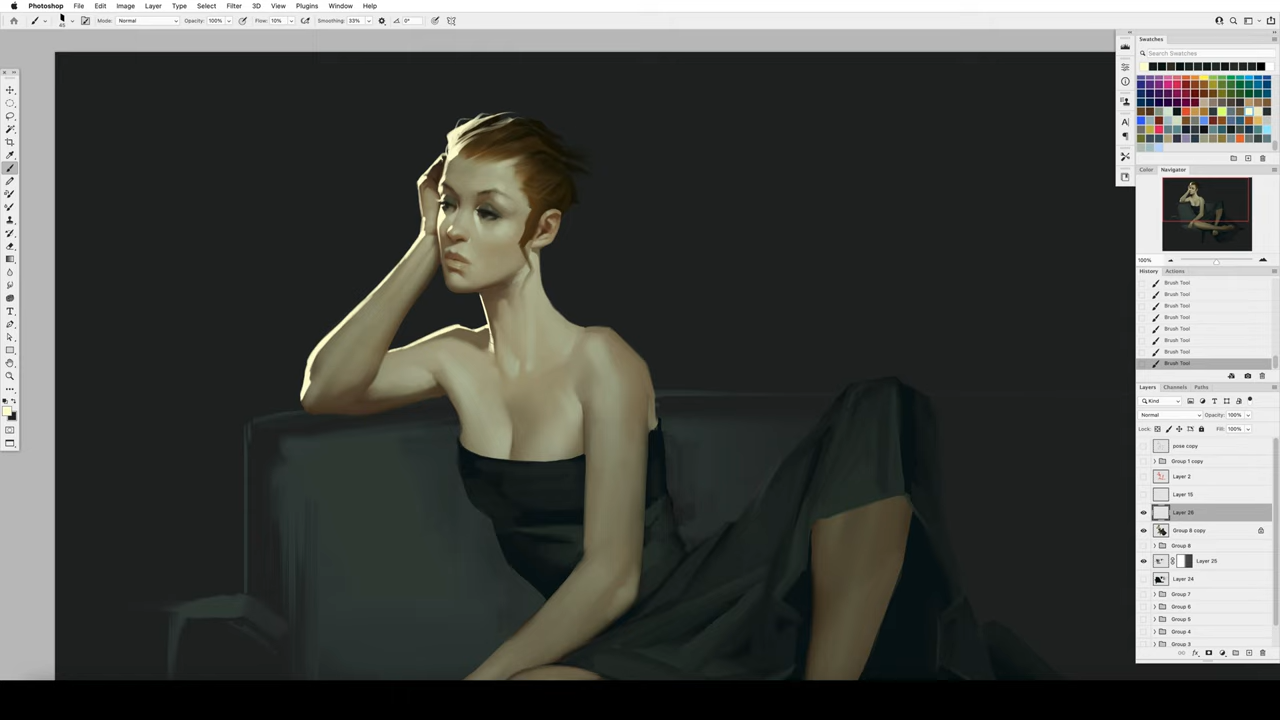 Photoshop File Edit Image Layer Type Select Filter 3D View Plugins Window Help
45 Mode: Normal Opacity: 100% Flow: 10% Smoothing: 33% 0°
Swatches
Search Swatches
Color Navigator
100%
History Actions
Brush Tool
Brush Tool
Brush Tool
Brush Tool
Brush Tool
Brush Tool
Brush Tool
Brush Tool
Layers Channels Paths
Kind
Normal Opacity: 100%
Lock: Fill: 100%
pose copy
Group 1 copy
Layer 2
Layer 15
Layer 26
Group 8 copy
Group 8
Layer 25
Layer 24
Group 7
Group 6
Group 5
Group 4
Group 3